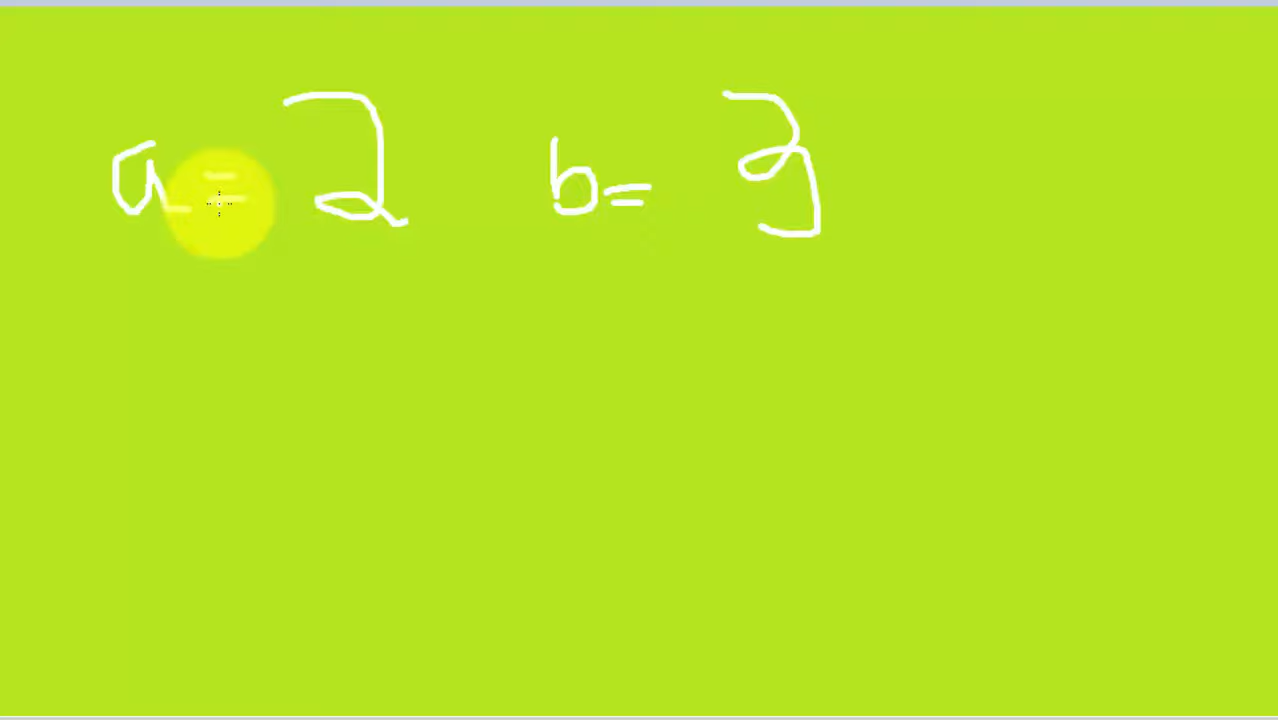 a = 2 b = 3